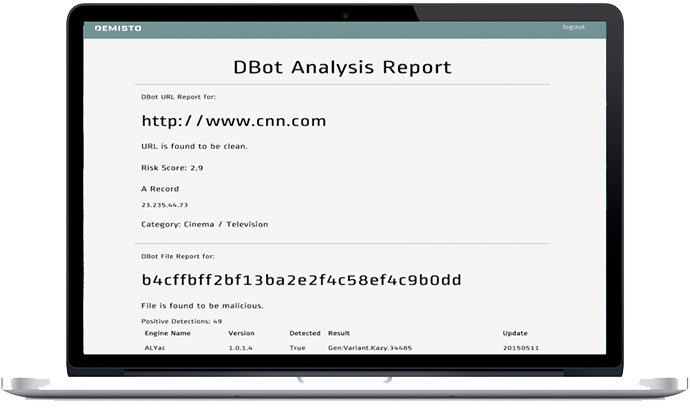 DEMISTO
logout
DBot Analysis Report
DBot URL Report for:
http://www.cnn.com
URL is found to be clean.
Risk Score: 2.9
A Record
23.235.44.73
Category: Cinema / Television
DBot File Report for:
b4cffbff2bf13ba2e2f4c58ef4c9b0dd
File is found to be malicious.
Positive Detections: 49
Engine Name Version Detected Result Update
ALYac 1.0.1.4 True Gen:Variant.Kazy.34485 20150511